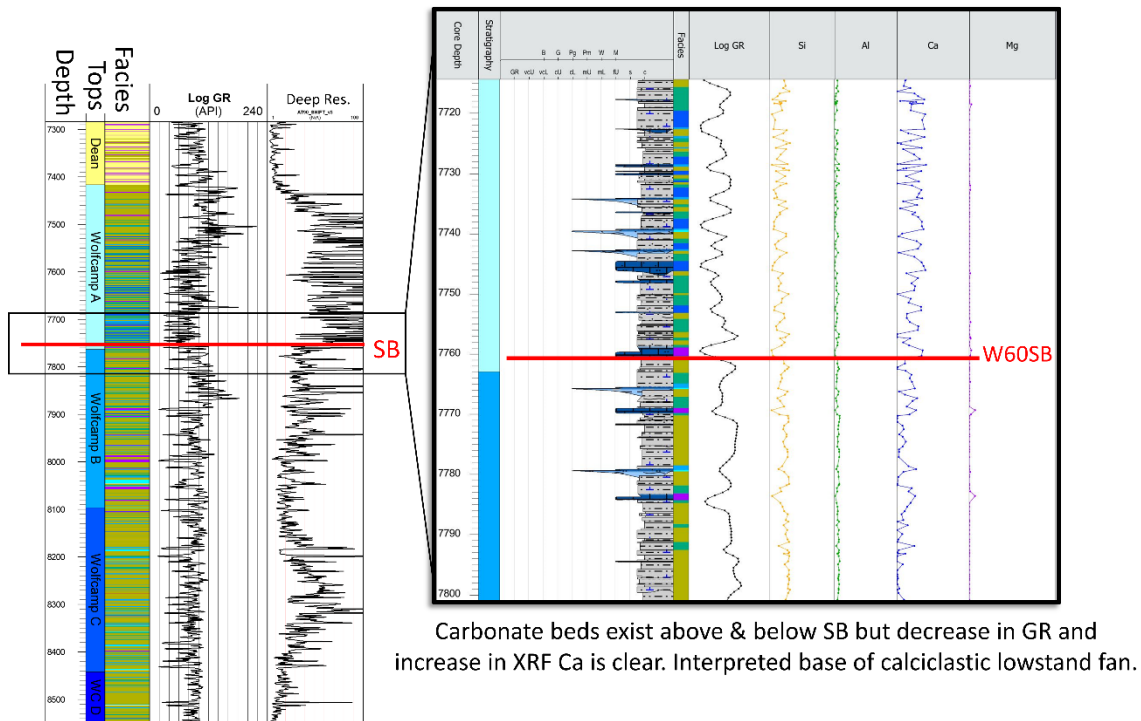 Depth
Tops
Facies
Log GR
(API)
0
240
Deep Res.
1
100
7300
7400
7500
7600
7700
7800
7900
8000
8100
8200
8300
8400
8500
Dean
Wolfcamp A
Wolfcamp B
Wolfcamp C
WC D
SB
Core Depth
Stratigraphy
B G Pg Pm W M
GR vcU vcL cU cL mU mL fU s c
Facies
Log GR
Si
Al
Ca
Mg
7720
7730
7740
7750
7760
7770
7780
7790
7800
W60SB
Carbonate beds exist above & below SB but decrease in GR and
increase in XRF Ca is clear. Interpreted base of calciclastic lowstand fan.